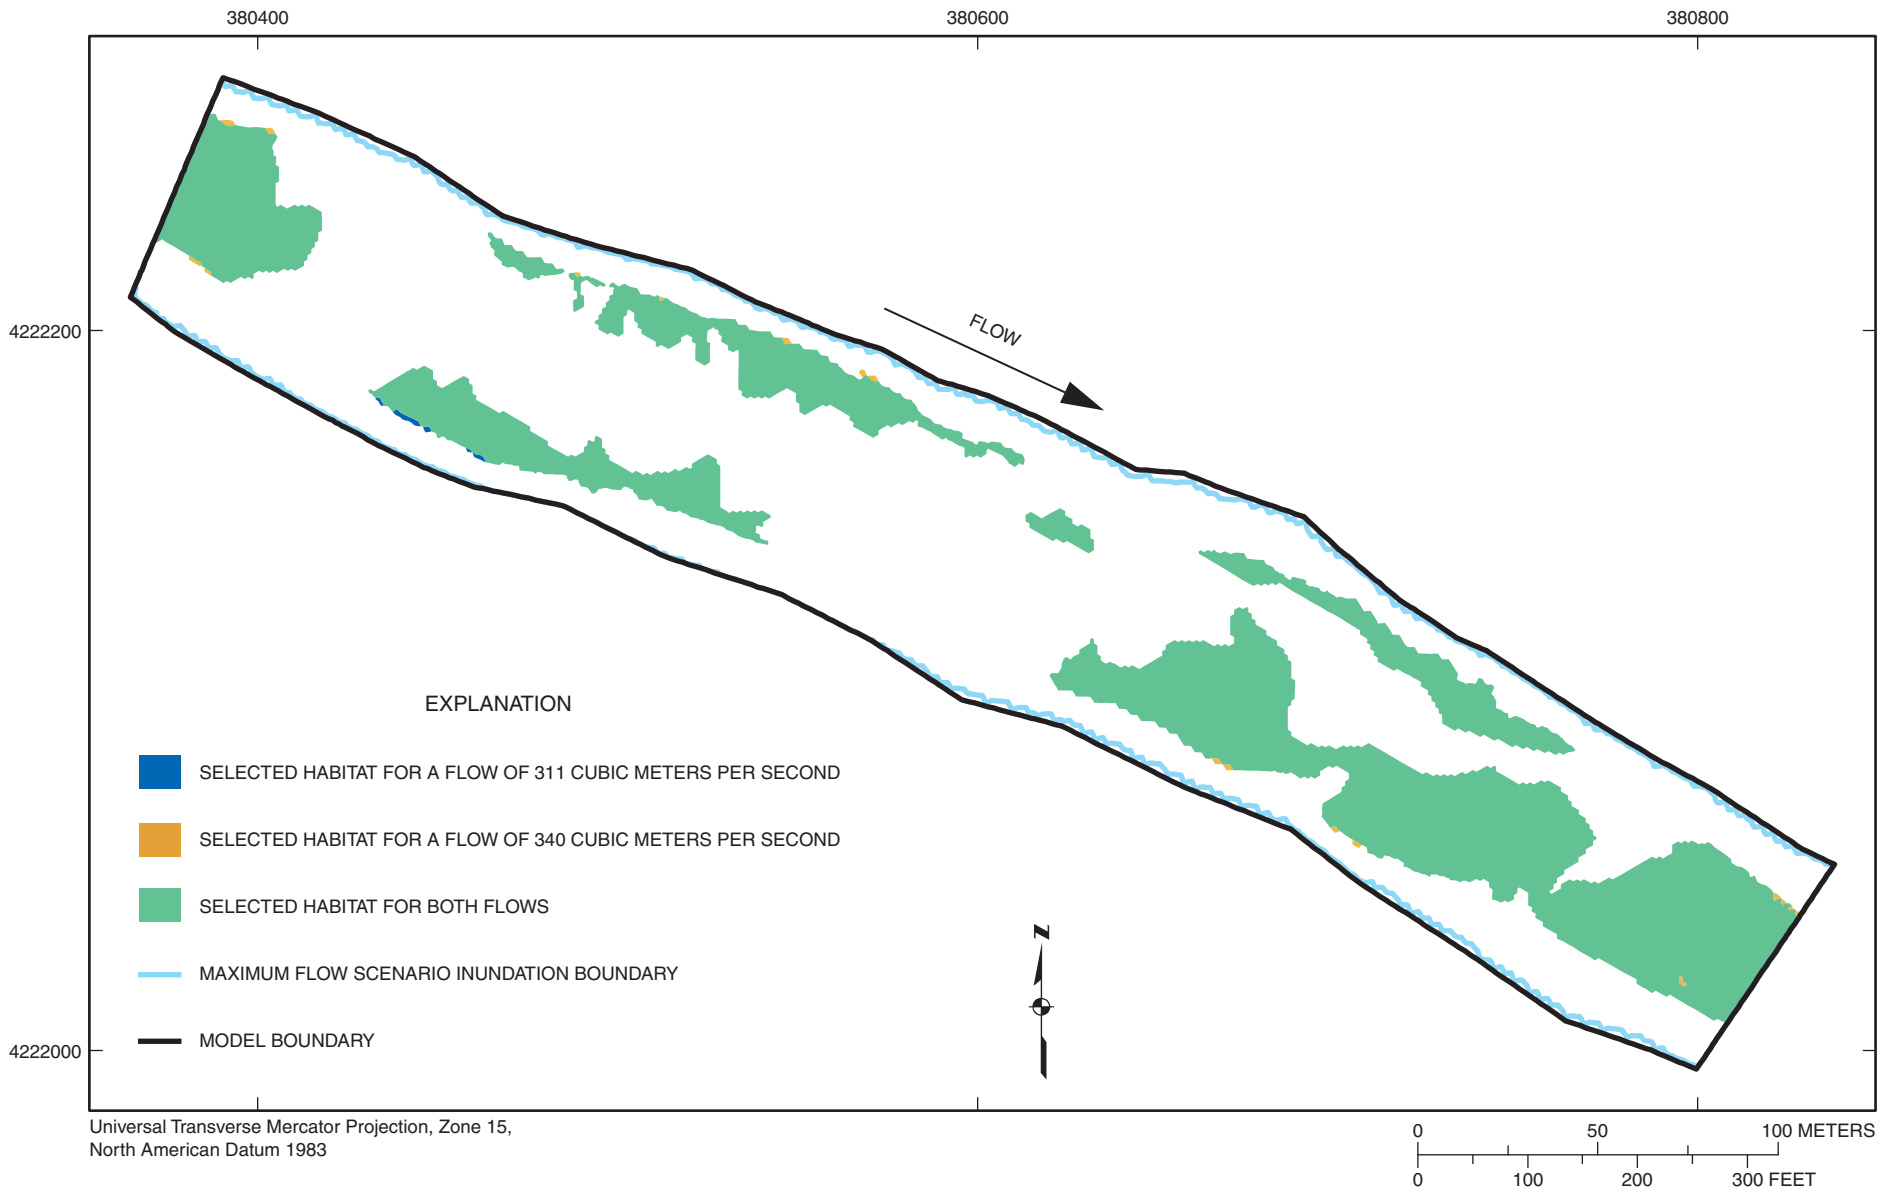 380400
380600
380800
4222200
FLOW
EXPLANATION
SELECTED HABITAT FOR A FLOW OF 311 CUBIC METERS PER SECOND
SELECTED HABITAT FOR A FLOW OF 340 CUBIC METERS PER SECOND
SELECTED HABITAT FOR BOTH FLOWS
MAXIMUM FLOW SCENARIO INUNDATION BOUNDARY
MODEL BOUNDARY
N
4222000
Universal Transverse Mercator Projection, Zone 15,
North American Datum 1983
0 50 100 METERS
0 100 200 300 FEET